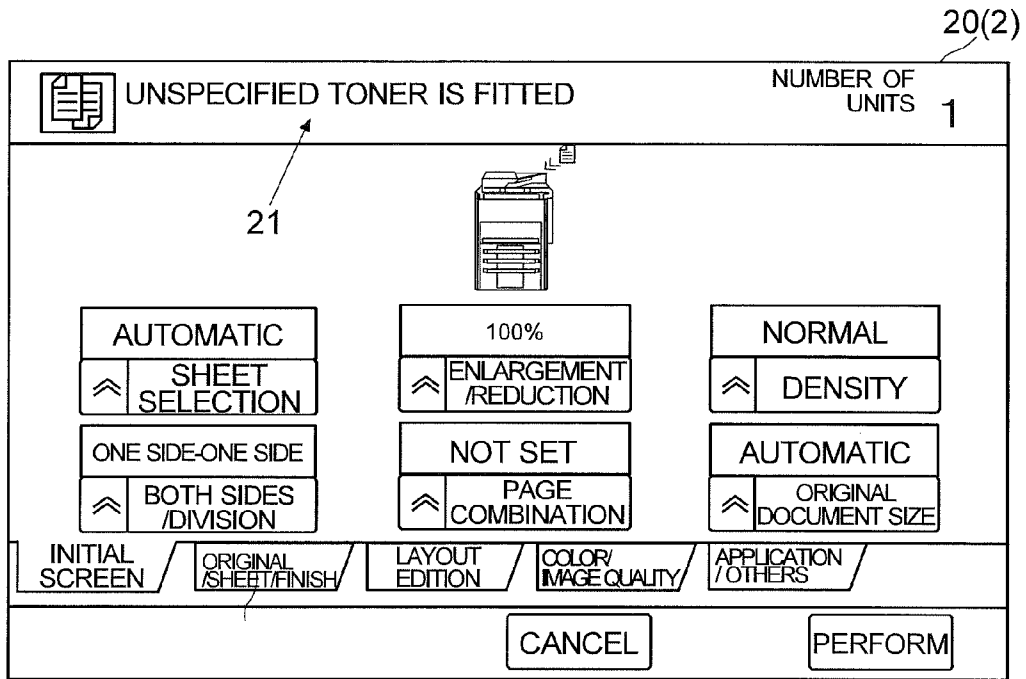 20(2)
UNSPECIFIED TONER IS FITTED
NUMBER OF
UNITS 1
21
AUTOMATIC
SHEET
SELECTION
100%
ENLARGEMENT
/REDUCTION
NORMAL
DENSITY
ONE SIDE-ONE SIDE
BOTH SIDES
/DIVISION
NOT SET
PAGE
COMBINATION
AUTOMATIC
ORIGINAL
DOCUMENT SIZE
INITIAL
SCREEN
ORIGINAL
/SHEET/FINISH
LAYOUT
EDITION
COLOR/
IMAGE QUALITY
APPLICATION
/ OTHERS
CANCEL
PERFORM